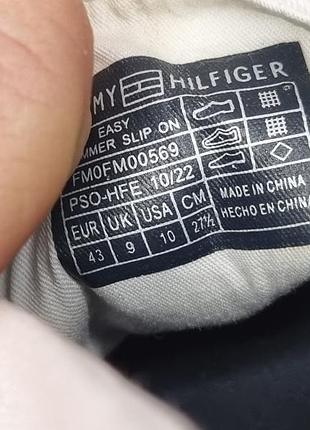 MY HILFIGER
EASY
MMER SLIP ON
FM0FM00569
PSO-HFE 10/22
EUR UK USA CM
43 9 10 27½
MADE IN CHINA
HECHO EN CHINA